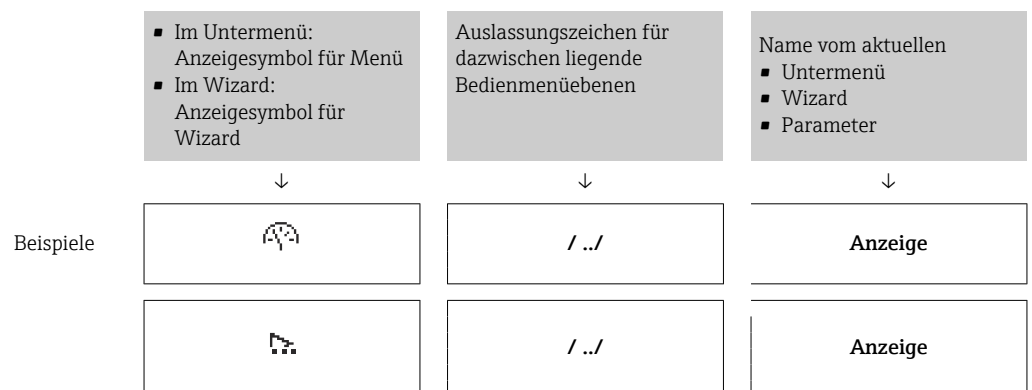 ▪ Im Untermenü:
Anzeigesymbol für Menü
▪ Im Wizard:
Anzeigesymbol für
Wizard
Auslassungszeichen für
dazwischen liegende
Bedienmenüebenen
Name vom aktuellen
▪ Untermenü
▪ Wizard
▪ Parameter
↓ ↓ ↓
Beispiele / ../ Anzeige
/ ../ Anzeige